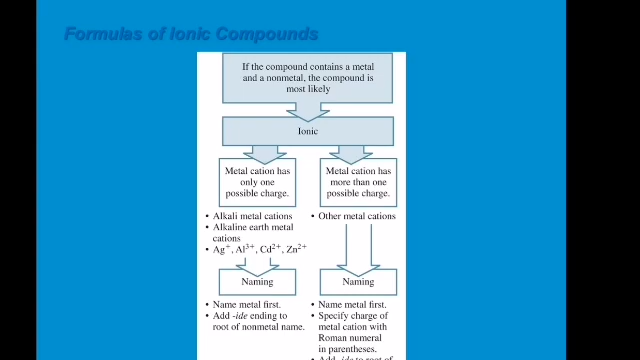 Formulas of Ionic Compounds
If the compound contains a metal
and a nonmetal, the compound is
most likely
Ionic
Metal cation has
only one
possible charge.
Metal cation has
more than one
possible charge.
• Alkali metal cations
• Alkaline earth metal
cations
• Ag⁺, Al³⁺, Cd²⁺, Zn²⁺
• Other metal cations
Naming
Naming
• Name metal first.
• Add -ide ending to
root of nonmetal name.
• Name metal first.
• Specify charge of
metal cation with
Roman numeral
in parentheses.
• Add -ide to root of